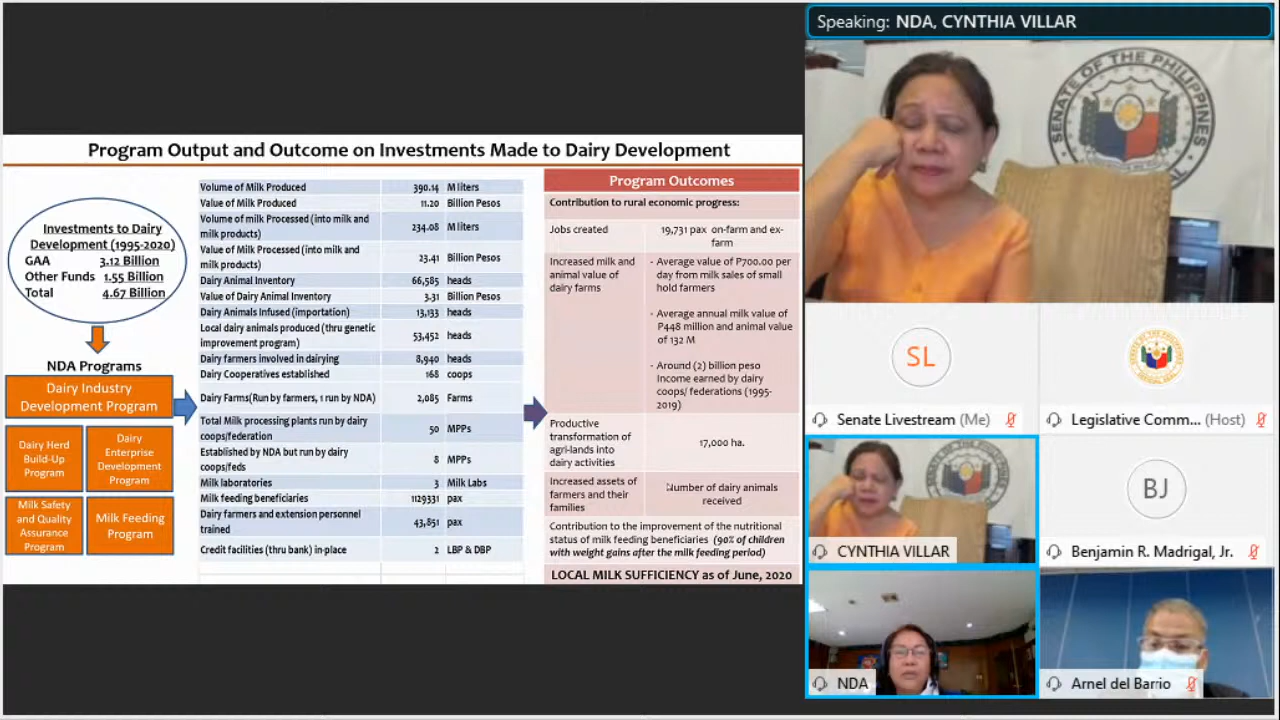 Speaking: NDA, CYNTHIA VILLAR
SENATE OF THE PHILIPPINES
Program Output and Outcome on Investments Made to Dairy Development
Investments to Dairy
Development (1995-2020)
GAA 3.12 Billion
Other Funds 1.55 Billion
Total 4.67 Billion
NDA Programs
Dairy Industry
Development Program
Dairy Herd
Build-Up
Program
Dairy
Enterprise
Development
Program
Milk Safety
and Quality
Assurance
Program
Milk Feeding
Program
Volume of Milk Produced 390.14 M liters
Value of Milk Produced 11.20 Billion Pesos
Volume of milk Processed (into milk and
milk products) 234.08 M liters
Value of Milk Processed (into milk and
milk products) 23.41 Billion Pesos
Dairy Animal Inventory 66,585 heads
Value of Dairy Animal Inventory 3.31 Billion Pesos
Dairy Animals Infused (importation) 13,133 heads
Local dairy animals produced (thru genetic
improvement program) 53,452 heads
Dairy farmers involved in dairying 8,940 heads
Dairy Cooperatives established 168 coops
Dairy Farms(Run by farmers, 1 run by NDA) 2,085 Farms
Total Milk processing plants run by dairy
coops/federation 50 MPPs
Established by NDA but run by dairy
coops/feds 8 MPPs
Milk laboratories 3 Milk Labs
Milk feeding beneficiaries 1129331 pax
Dairy farmers and extension personnel
trained 43,851 pax
Credit facilities (thru bank) in-place 2 LBP & DBP
Program Outcomes
Contribution to rural economic progress:
Jobs created 19,731 pax on-farm and ex-
farm
Increased milk and
animal value of
dairy farms
- Average value of P700.00 per
day from milk sales of small
hold farmers
- Average annual milk value of
P448 million and animal value
of 132 M
- Around (2) billion peso
Income earned by dairy
coops/ federations (1995-
2019)
Productive
transformation of
agri-lands into
dairy activities
17,000 ha.
Increased assets of
farmers and their
families
Number of dairy animals
received
Contribution to the improvement of the nutritional
status of milk feeding beneficiaries (90% of children
with weight gains after the milk feeding period)
LOCAL MILK SUFFICIENCY as of June, 2020
SL
Senate Livestream (Me)
Legislative Comm... (Host)
CYNTHIA VILLAR
BJ
Benjamin R. Madrigal, Jr.
NDA
Arnel del Barrio